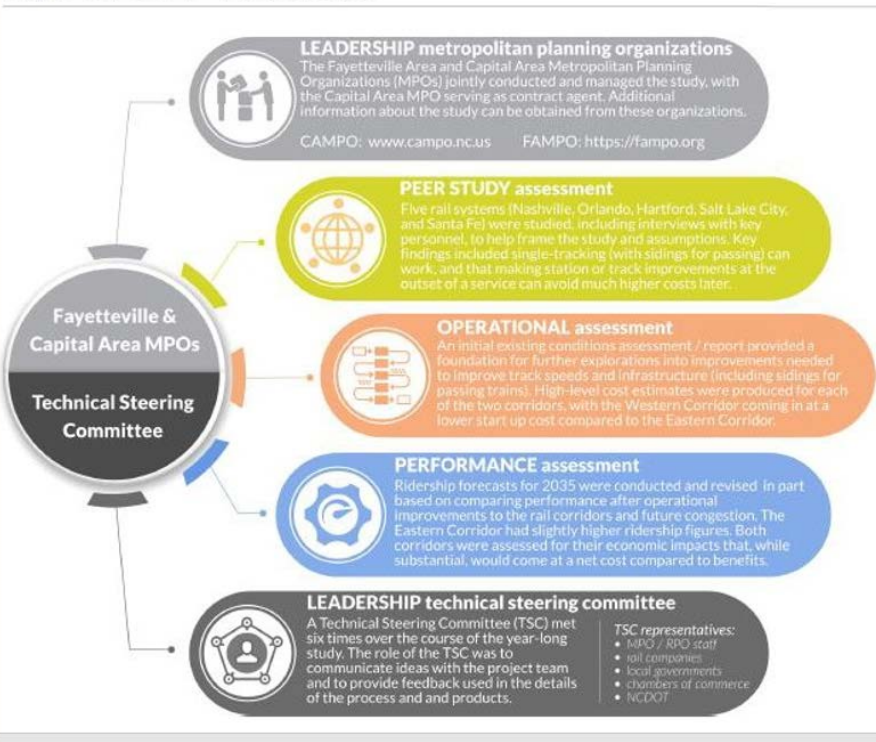 LEADERSHIP metropolitan planning organizations
The Fayetteville Area and Capital Area Metropolitan Planning
Organizations (MPOs) jointly conducted and managed the study, with
the Capital Area MPO serving as contract agent. Additional
information about the study can be obtained from these organizations.
CAMPO: www.campo.nc.us FAMPO: https://fampo.org
PEER STUDY assessment
Five rail systems (Nashville, Orlando, Hartford, Salt Lake City,
and Santa Fe) were studied, including interviews with key
personnel, to help frame the study and assumptions. Key
findings included single-tracking (with sidings for passing) can
work, and that making station or track improvements at the
outset of a service can avoid much higher costs later.
Fayetteville &
Capital Area MPOs
Technical Steering
Committee
OPERATIONAL assessment
An initial existing conditions assessment / report provided a
foundation for further explorations into improvements needed
to improve track speeds and infrastructure (including sidings for
passing trains). High-level cost estimates were produced for each
of the two corridors, with the Western Corridor coming in at a
lower start up cost compared to the Eastern Corridor.
PERFORMANCE assessment
Ridership forecasts for 2035 were conducted and revised in part
based on comparing performance after operational
improvements to the rail corridors and future congestion. The
Eastern Corridor had slightly higher ridership figures. Both
corridors were assessed for their economic impacts that, while
substantial, would come at a net cost compared to benefits.
LEADERSHIP technical steering committee
A Technical Steering Committee (TSC) met
six times over the course of the year-long
study. The role of the TSC was to
communicate ideas with the project team
and to provide feedback used in the details
of the process and and products.
TSC representatives:
• MPO / RPO staff
• rail companies
• local governments
• chambers of commerce
• NCDOT